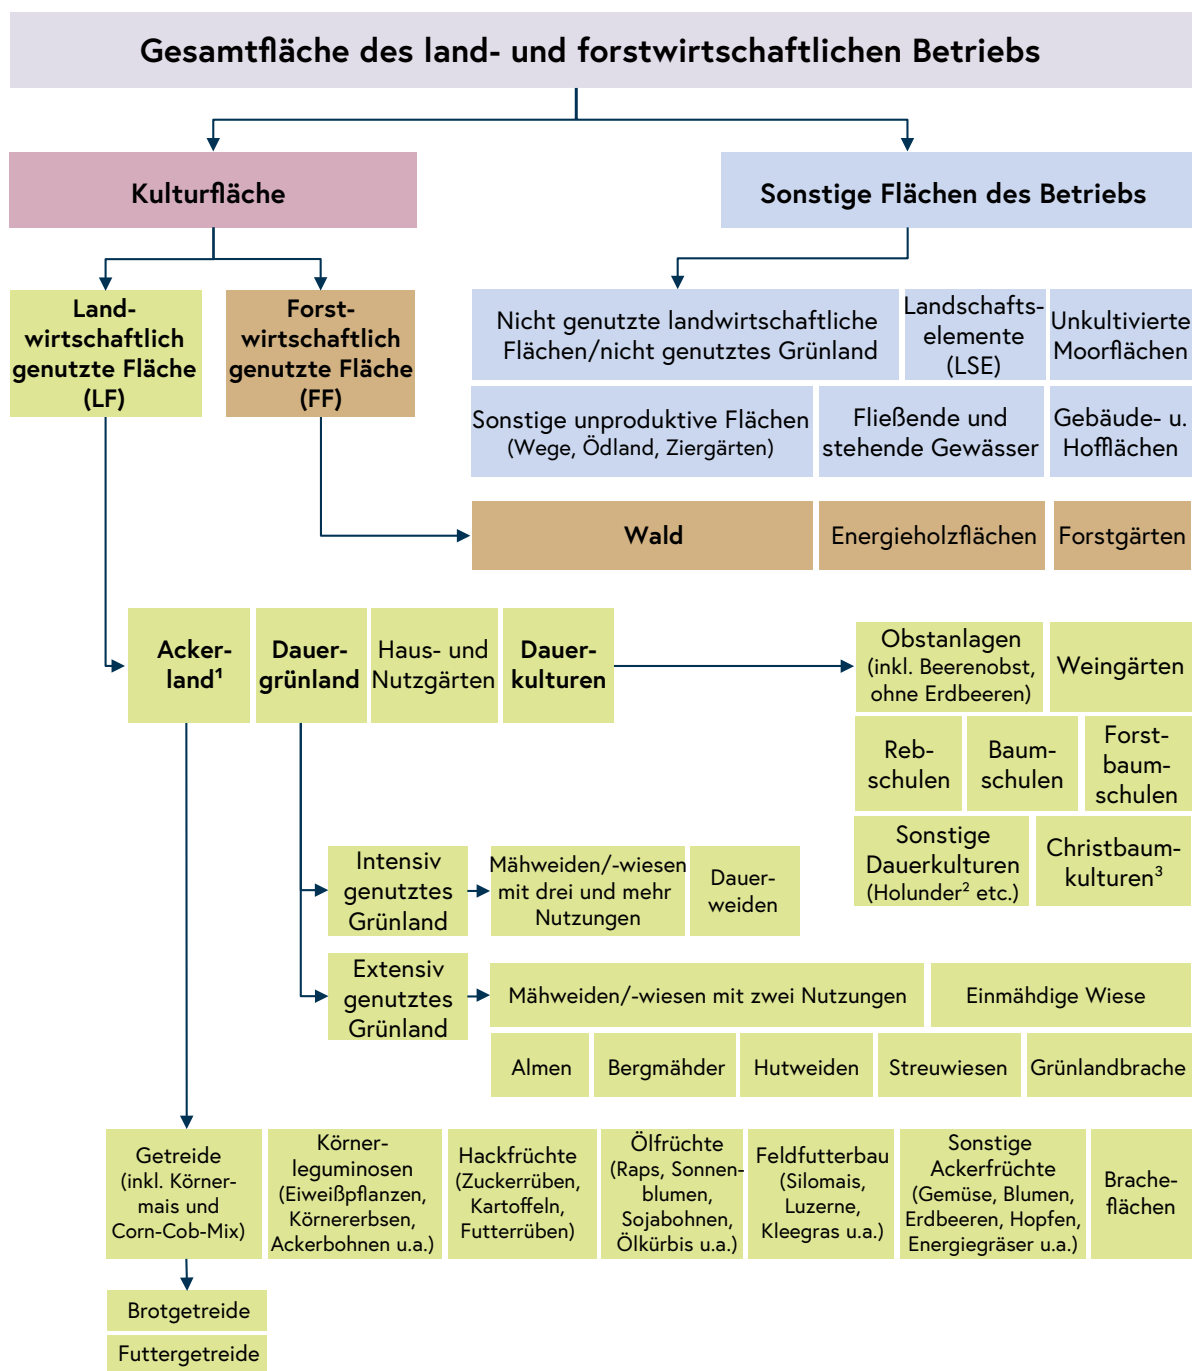 Gesamtfläche des land- und forstwirtschaftlichen Betriebs
Kulturfläche
Sonstige Flächen des Betriebs
Land-
wirtschaftlich
genutzte Fläche
(LF)
Forst-
wirtschaftlich
genutzte Fläche
(FF)
Nicht genutzte landwirtschaftliche
Flächen/nicht genutztes Grünland
Landschafts-
elemente
(LSE)
Unkultivierte
Moorflächen
Sonstige unproduktive Flächen
(Wege, Ödland, Ziergärten)
Fließende und
stehende Gewässer
Gebäude- u.
Hofflächen
Wald
Energieholzflächen
Forstgärten
Acker-
land¹
Dauer-
grünland
Haus- und
Nutzgärten
Dauer-
kulturen
Obstanlagen
(inkl. Beerenobst,
ohne Erdbeeren)
Weingärten
Reb-
schulen
Baum-
schulen
Forst-
baum-
schulen
Sonstige
Dauerkulturen
(Holunder² etc.)
Christbaum-
kulturen³
Intensiv
genutztes
Grünland
Mähweiden/-wiesen
mit drei und mehr
Nutzungen
Dauer-
weiden
Extensiv
genutztes
Grünland
Mähweiden/-wiesen mit zwei Nutzungen
Einmähdige Wiese
Almen
Bergmähder
Hutweiden
Streuwiesen
Grünlandbrache
Getreide
(inkl. Körner-
mais und
Corn-Cob-Mix)
Körner-
leguminosen
(Eiweißpflanzen,
Körnererbsen,
Ackerbohnen u.a.)
Hackfrüchte
(Zuckerrüben,
Kartoffeln,
Futterrüben)
Ölfrüchte
(Raps, Sonnen-
blumen,
Sojabohnen,
Ölkürbis u.a.)
Feldfutterbau
(Silomais,
Luzerne,
Kleegras u.a.)
Sonstige
Ackerfrüchte
(Gemüse, Blumen,
Erdbeeren, Hopfen,
Energiegräser u.a.)
Brache-
flächen
Brotgetreide
Futtergetreide